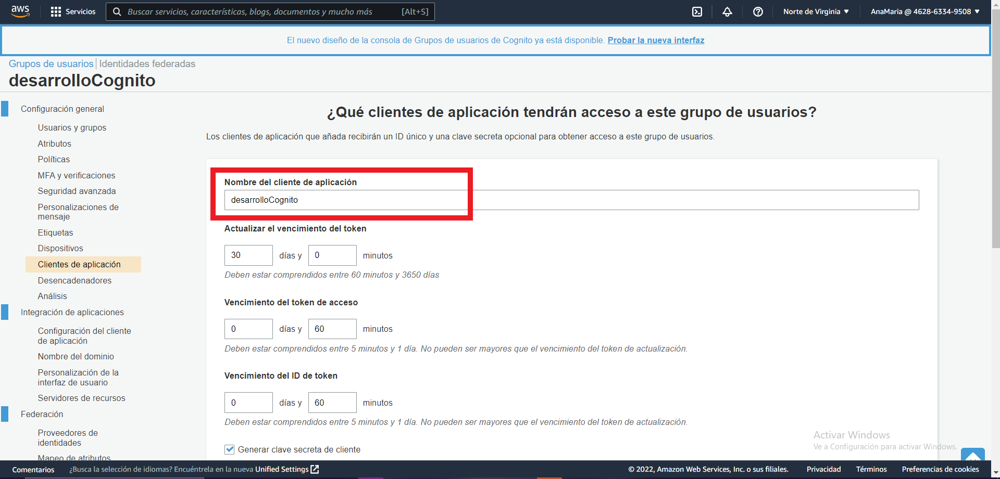 aws
Servicios
Buscar servicios, características, blogs, documentos y mucho más
[Alt+S]
Norte de Virginia
AnaMaria @ 4628-6334-9508
El nuevo diseño de la consola de Grupos de usuarios de Cognito ya está disponible. Probar la nueva interfaz
Grupos de usuarios | Identidades federadas
desarrolloCognito
Configuración general
Usuarios y grupos
Atributos
Políticas
MFA y verificaciones
Seguridad avanzada
Personalizaciones de
mensaje
Etiquetas
Dispositivos
Clientes de aplicación
Desencadenadores
Análisis
Integración de aplicaciones
Configuración del cliente
de aplicación
Nombre del dominio
Personalización de la
interfaz de usuario
Servidores de recursos
Federación
Proveedores de
identidades
Mapeo de atributos
¿Qué clientes de aplicación tendrán acceso a este grupo de usuarios?
Los clientes de aplicación que añada recibirán un ID único y una clave secreta opcional para obtener acceso a este grupo de usuarios.
Nombre del cliente de aplicación
desarrolloCognito
Actualizar el vencimiento del token
30 días y 0 minutos
Deben estar comprendidos entre 60 minutos y 3650 días
Vencimiento del token de acceso
0 días y 60 minutos
Deben estar comprendidos entre 5 minutos y 1 día. No pueden ser mayores que el vencimiento del token de actualización.
Vencimiento del ID de token
0 días y 60 minutos
Deben estar comprendidos entre 5 minutos y 1 día. No pueden ser mayores que el vencimiento del token de actualización.
Generar clave secreta de cliente
Activar Windows
Ve a Configuración para activar Windows.
Comentarios
¿Busca la selección de idiomas? Encuéntrela en la nueva Unified Settings
© 2022, Amazon Web Services, Inc. o sus filiales.
Privacidad
Términos
Preferencias de cookies